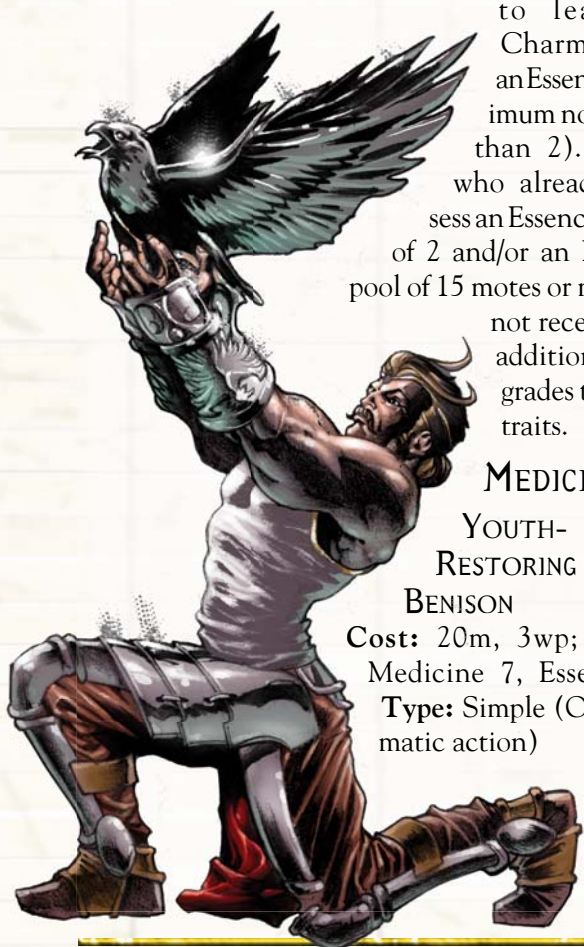 to lea
Charm
an Essen
imum no
than 2).
who alread
sess an Essenc
of 2 and/or an
pool of 15 motes or
not rece
addition
grades t
traits.
MEDICI
YOUTH-
RESTORING
BENISON
Cost: 20m, 3wp;
Medicine 7, Esse
Type: Simple (
matic action)